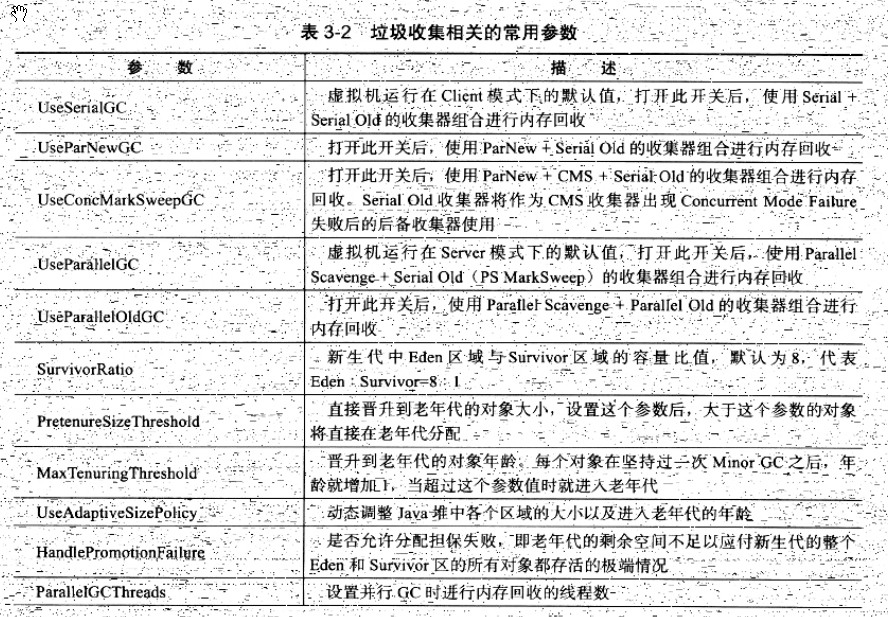 表 3-2 垃圾收集相关的常用参数
参 数 描 述
UseSerialGC
虚拟机运行在 Client 模式下的默认值，打开此开关后，使用 Serial +
Serial Old 的收集器组合进行内存回收
UseParNewGC
打开此开关后，使用 ParNew + Serial Old 的收集器组合进行内存回收
UseConcMarkSweepGC
打开此开关后，使用 ParNew + CMS + Serial Old 的收集器组合进行内存
回收。Serial Old 收集器将作为 CMS 收集器出现 Concurrent Mode Failure
失败后的后备收集器使用
UseParallelGC
虚拟机运行在 Server 模式下的默认值，打开此开关后，使用 Parallel
Scavenge + Serial Old（PS MarkSweep）的收集器组合进行内存回收
UseParallelOldGC
打开此开关后，使用 Parallel Scavenge + Parallel Old 的收集器组合进行
内存回收
SurvivorRatio
新生代中 Eden 区域与 Survivor 区域的容量比值，默认为 8，代表
Eden : Survivor=8 : 1
PretenureSizeThreshold
直接晋升到老年代的对象大小，设置这个参数后，大于这个参数的对象
将直接在老年代分配
MaxTenuringThreshold
晋升到老年代的对象年龄。每个对象在坚持过一次 Minor GC 之后，年
龄就增加 1，当超过这个参数值时就进入老年代
UseAdaptiveSizePolicy
动态调整 Java 堆中各个区域的大小以及进入老年代的年龄
HandlePromotionFailure
是否允许分配担保失败，即老年代的剩余空间不足以应付新生代的整个
Eden 和 Survivor 区的所有对象都存活的极端情况
ParallelGCThreads
设置并行 GC 时进行内存回收的线程数